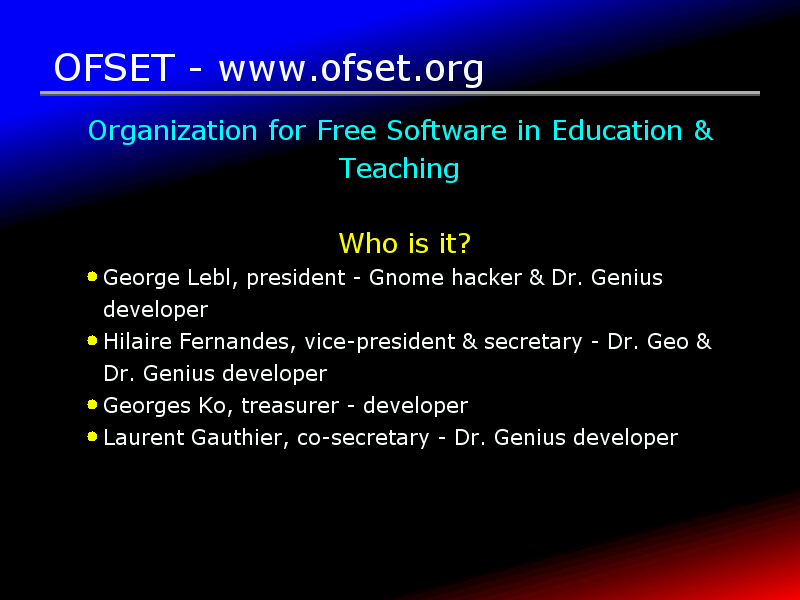 OFSET - www.ofset.org
Organization for Free Software in Education &
Teaching
Who is it?
George Lebl, president - Gnome hacker & Dr. Genius
developer
Hilaire Fernandes, vice-president & secretary - Dr. Geo &
Dr. Genius developer
Georges Ko, treasurer - developer
Laurent Gauthier, co-secretary - Dr. Genius developer